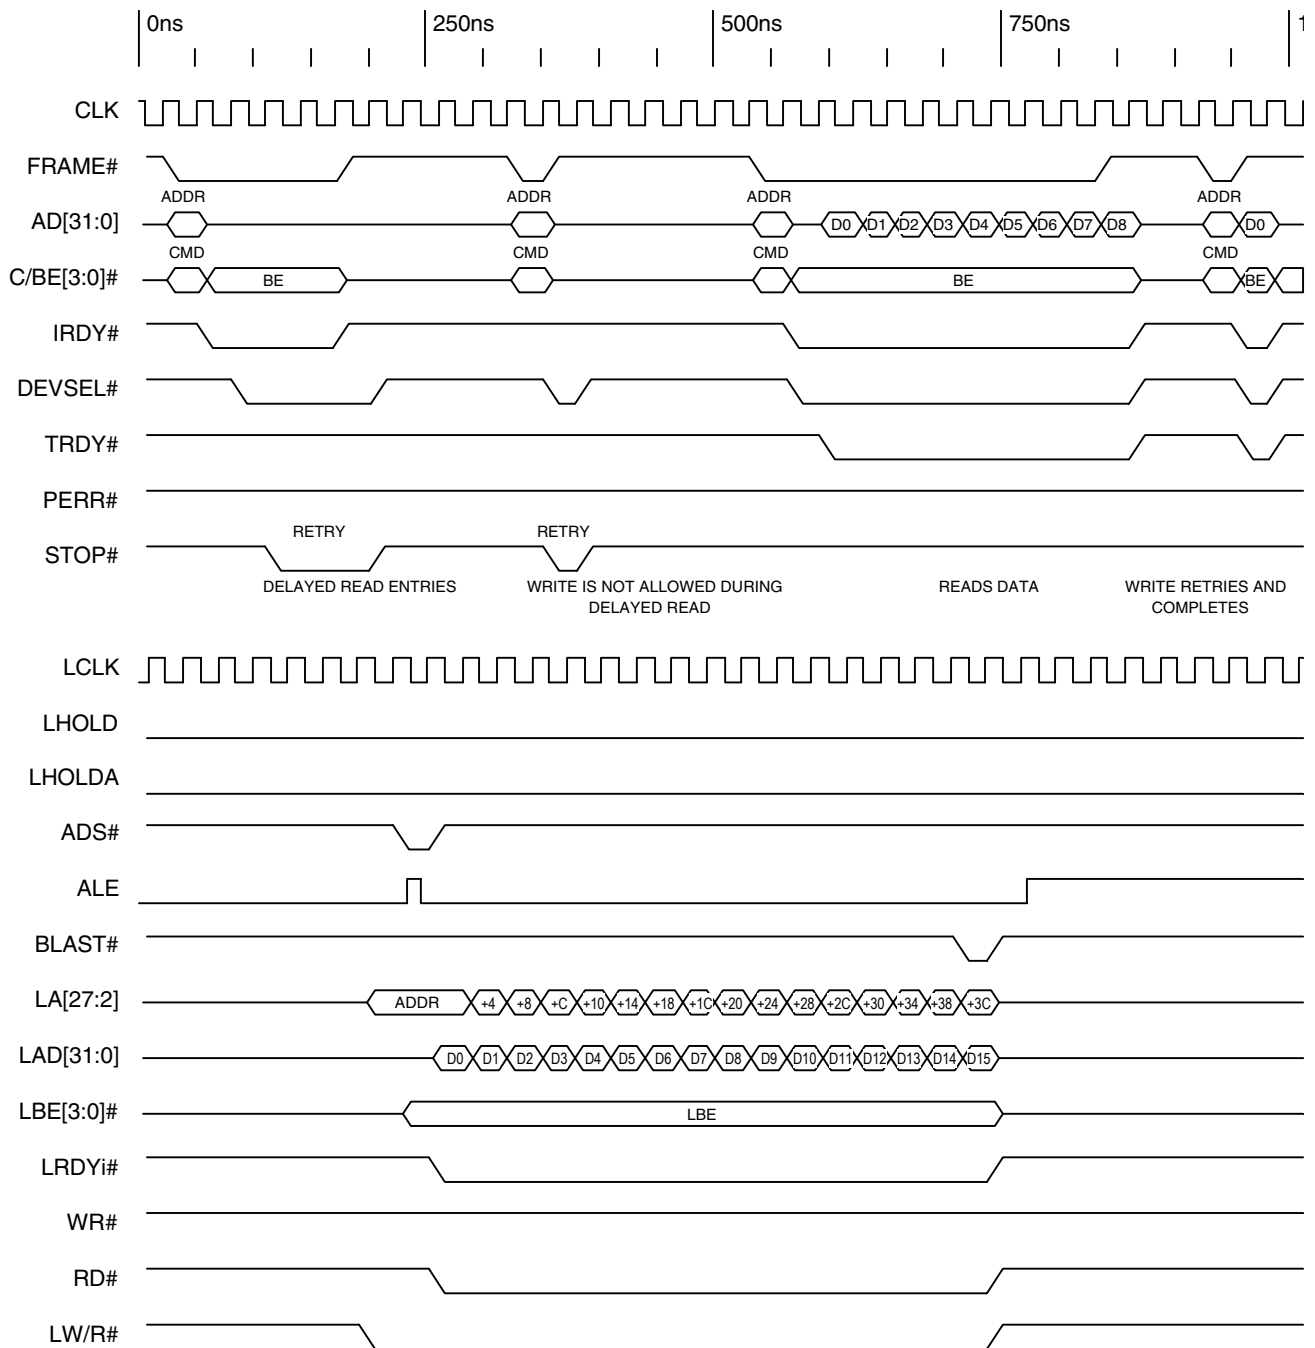 0ns 250ns 500ns 750ns 1
CLK
FRAME#
ADDR ADDR ADDR ADDR
AD[31:0] D0 D1 D2 D3 D4 D5 D6 D7 D8 D0
CMD CMD CMD CMD
C/BE[3:0]# BE BE BE
IRDY#
DEVSEL#
TRDY#
PERR#
RETRY RETRY
STOP#
DELAYED READ ENTRIES WRITE IS NOT ALLOWED DURING READS DATA WRITE RETRIES AND
DELAYED READ COMPLETES
LCLK
LHOLD
LHOLDA
ADS#
ALE
BLAST#
LA[27:2] ADDR +4 +8 +C +10 +14 +18 +1C +20 +24 +28 +2C +30 +34 +38 +3C
LAD[31:0] D0 D1 D2 D3 D4 D5 D6 D7 D8 D9 D10 D11 D12 D13 D14 D15
LBE[3:0]# LBE
LRDYi#
WR#
RD#
LW/R#